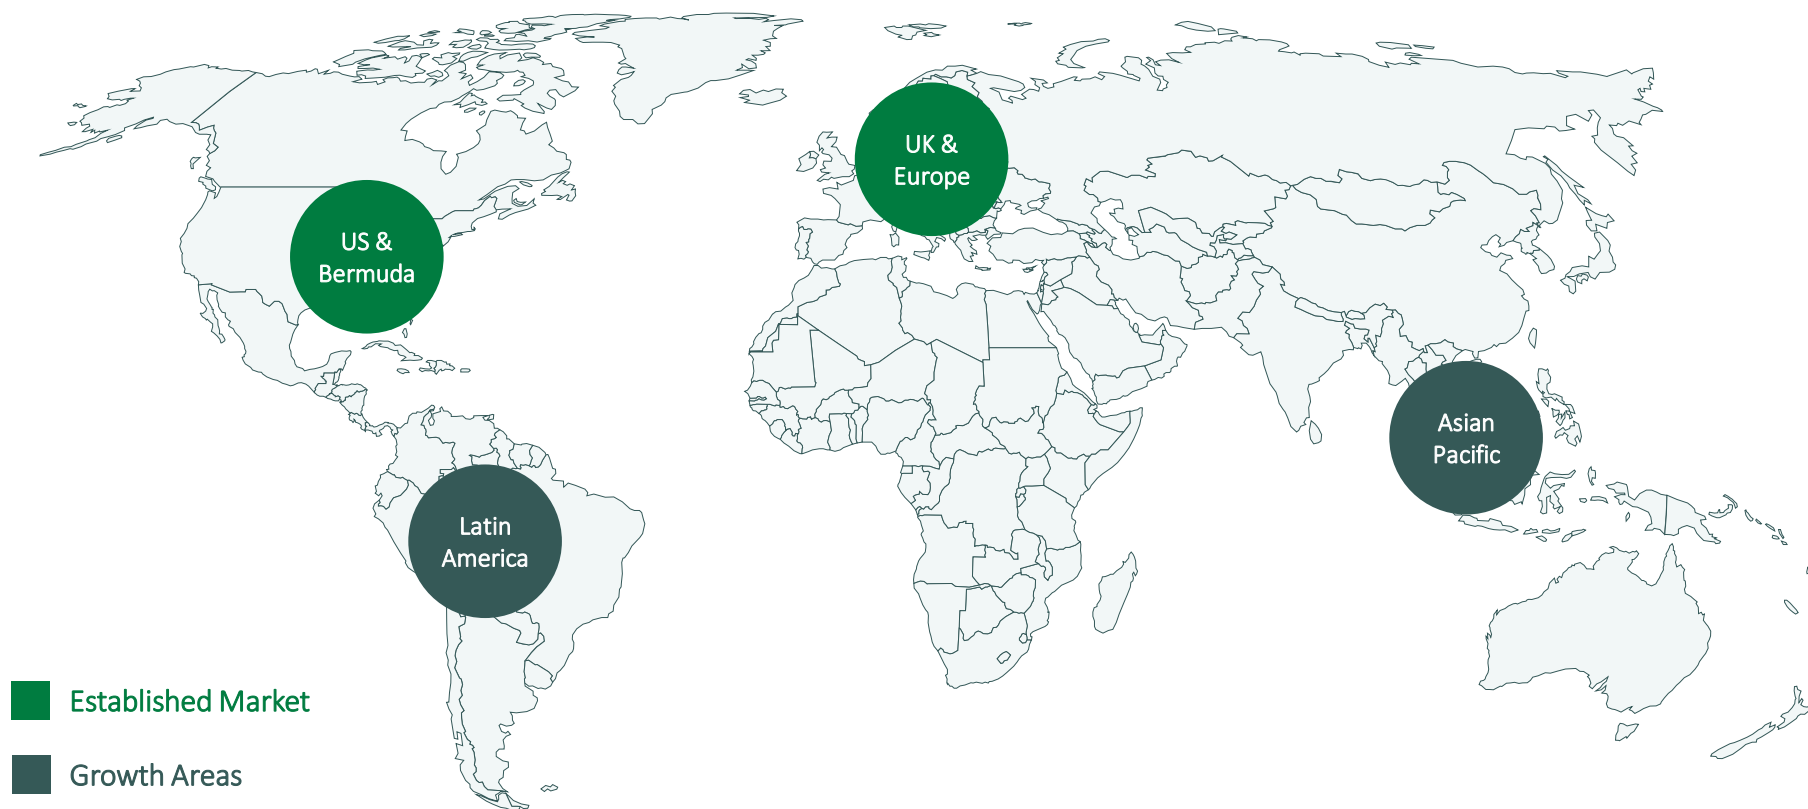 UK &
Europe
US &
Bermuda
Asian
Pacific
Latin
America
Established Market
Growth Areas